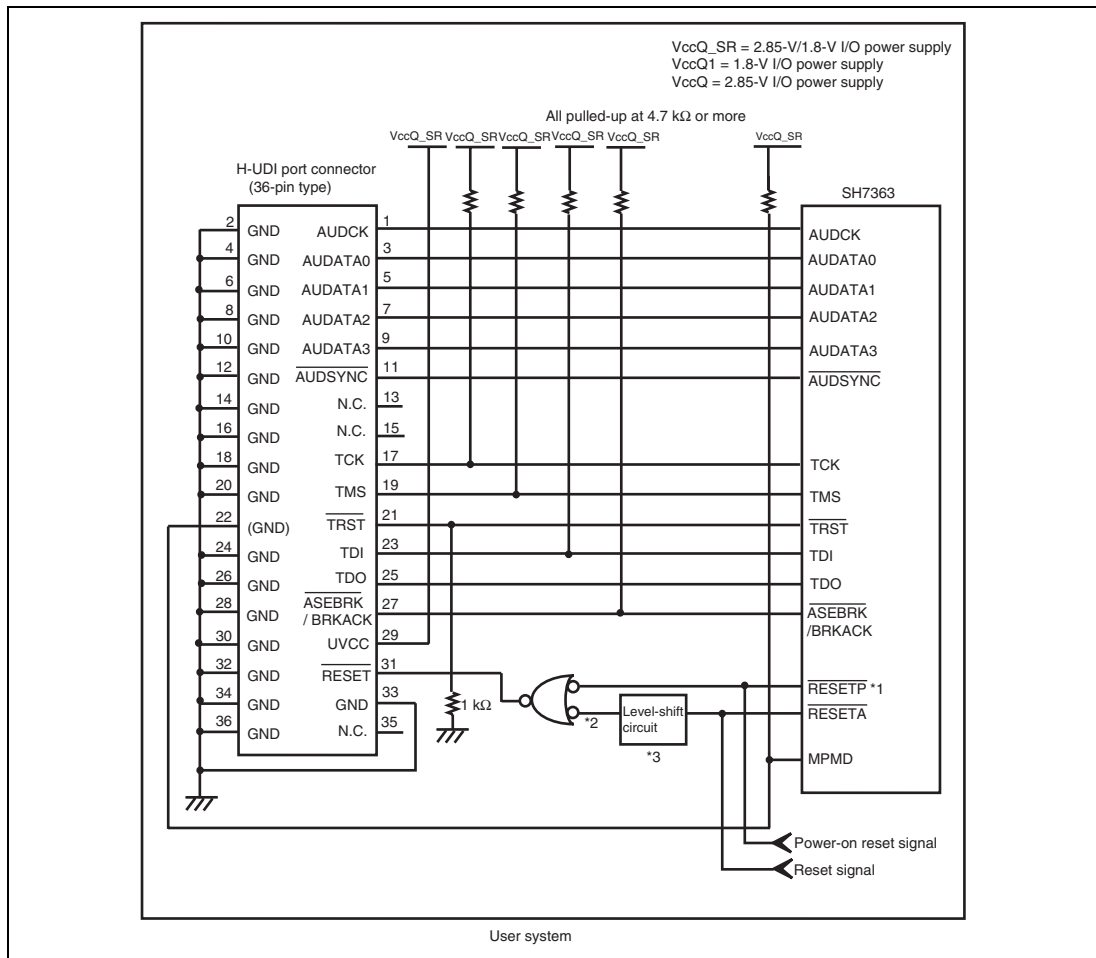 VccQ_SR = 2.85-V/1.8-V I/O power supply
VccQ1 = 1.8-V I/O power supply
VccQ = 2.85-V I/O power supply
All pulled-up at 4.7 kΩ or more
VccQ_SR VccQ_SR VccQ_SR VccQ_SR VccQ_SR VccQ_SR
H-UDI port connector
(36-pin type)
SH7363
2 GND AUDCK 1 AUDCK
4 GND AUDATA0 3 AUDATA0
6 GND AUDATA1 5 AUDATA1
8 GND AUDATA2 7 AUDATA2
10 GND AUDATA3 9 AUDATA3
12 GND AUDSYNC 11 AUDSYNC
14 GND N.C. 13
16 GND N.C. 15
18 GND TCK 17 TCK
20 GND TMS 19 TMS
22 (GND) TRST 21 TRST
24 GND TDI 23 TDI
26 GND TDO 25 TDO
28 GND ASEBRK / BRKACK 27 ASEBRK /BRKACK
30 GND UVCC 29
32 GND RESET 31 RESETP *1
34 GND GND 33 1 kΩ *2 Level-shift circuit RESETA
36 GND N.C. 35 *3 MPMD
Power-on reset signal
Reset signal
User system